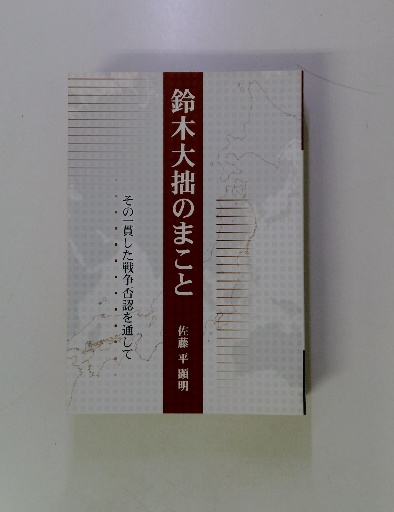 鈴木大拙のまこと
その一貫した戦争否認を通して
佐藤 平 顕明